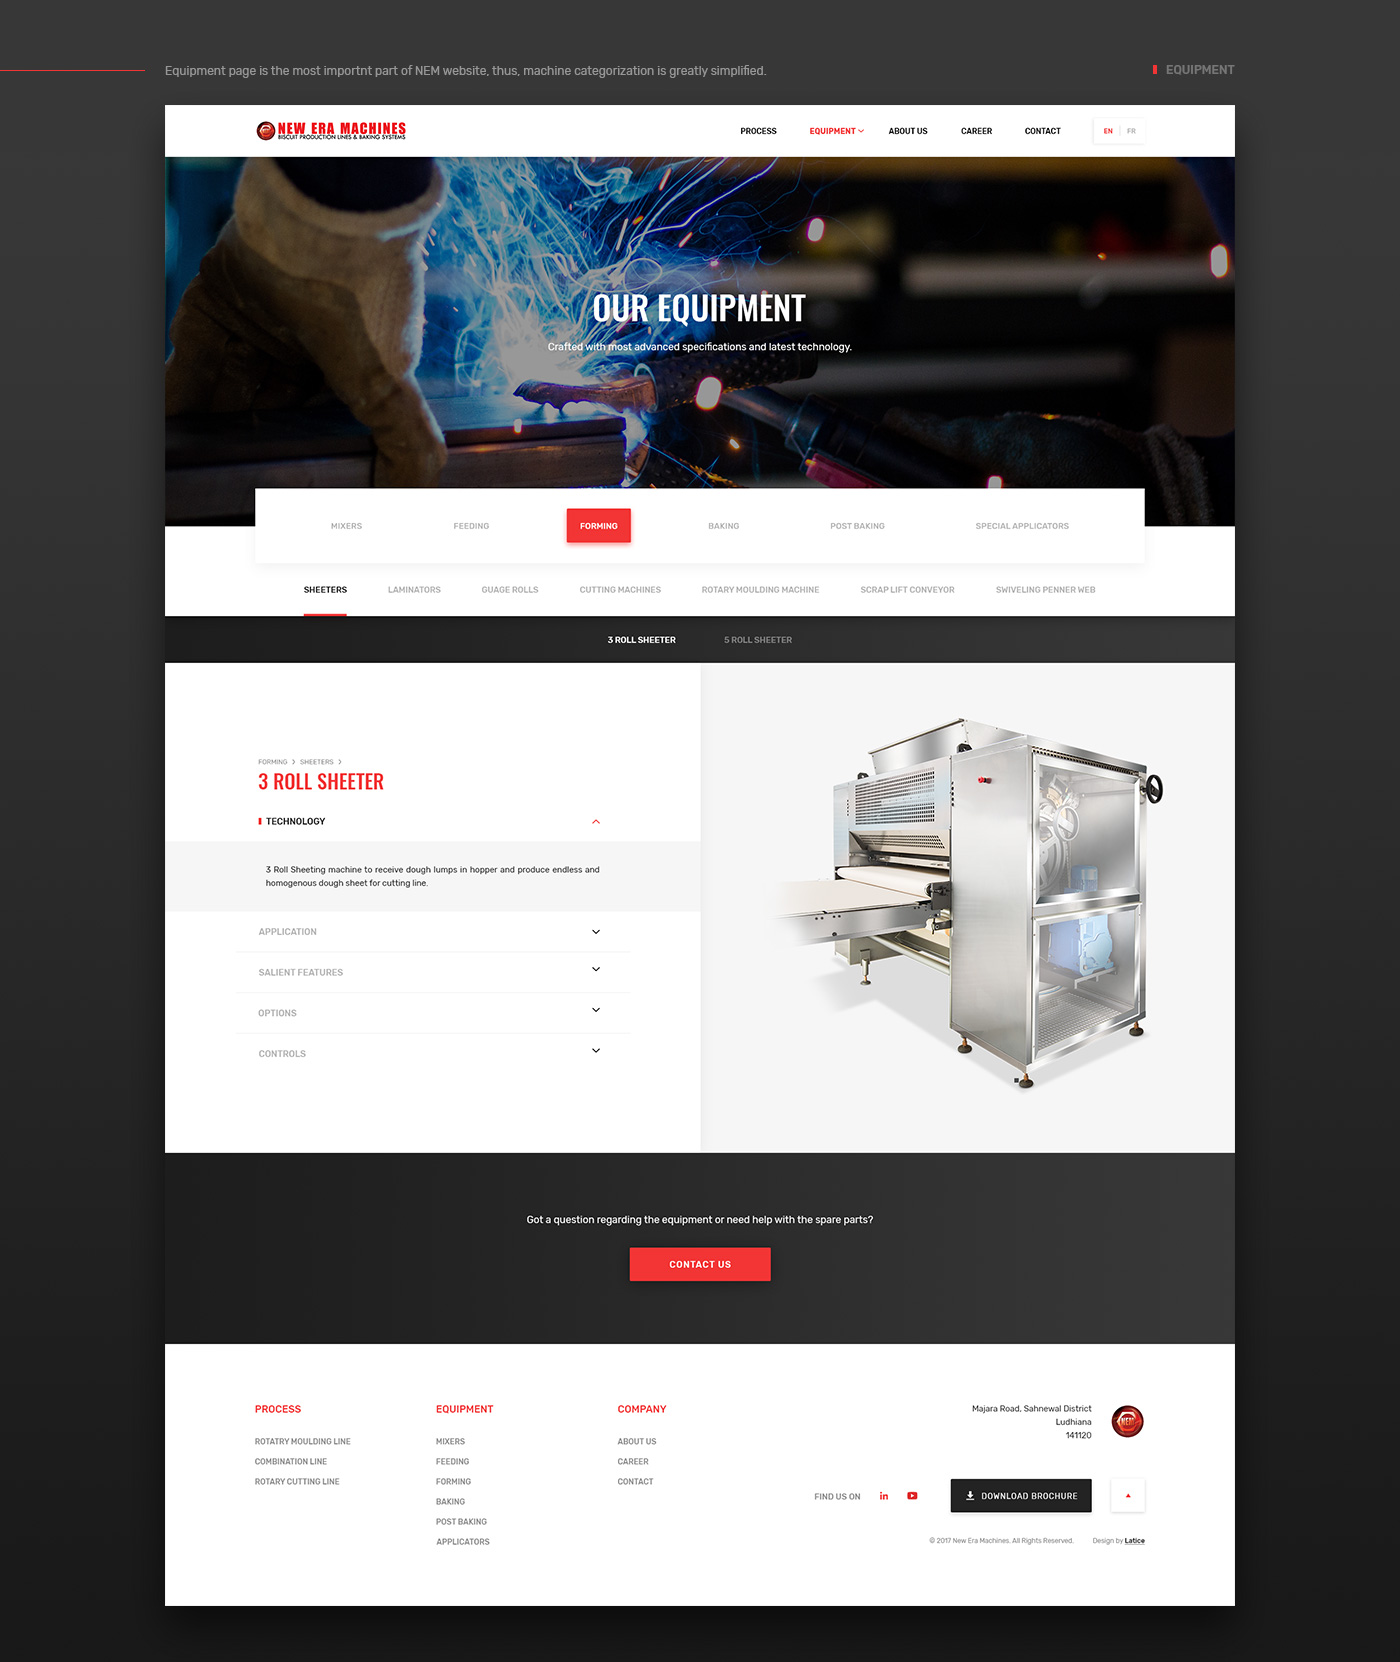 Equipment page is the most importnt part of NEM website, thus, machine categorization is greatly simplified.
EQUIPMENT
NEW ERA MACHINES
BISCUIT PRODUCTION LINES & BAKING SYSTEMS
PROCESS EQUIPMENT ABOUT US CAREER CONTACT EN FR
OUR EQUIPMENT
Crafted with most advanced specifications and latest technology.
MIXERS FEEDING FORMING BAKING POST BAKING SPECIAL APPLICATORS
SHEETERS LAMINATORS GUAGE ROLLS CUTTING MACHINES ROTARY MOULDING MACHINE SCRAP LIFT CONVEYOR SWIVELING PENNER WEB
3 ROLL SHEETER 5 ROLL SHEETER
FORMING > SHEETERS >
3 ROLL SHEETER
TECHNOLOGY
3 Roll Sheeting machine to receive dough lumps in hopper and produce endless and
homogenous dough sheet for cutting line.
APPLICATION
SALIENT FEATURES
OPTIONS
CONTROLS
Got a question regarding the equipment or need help with the spare parts?
CONTACT US
PROCESS
ROTATRY MOULDING LINE
COMBINATION LINE
ROTARY CUTTING LINE
EQUIPMENT
MIXERS
FEEDING
FORMING
BAKING
POST BAKING
APPLICATORS
COMPANY
ABOUT US
CAREER
CONTACT
Majara Road, Sahnewal District
Ludhiana
141120
NEM
FIND US ON in
DOWNLOAD BROCHURE
© 2017 New Era Machines. All Rights Reserved. Design by Latice